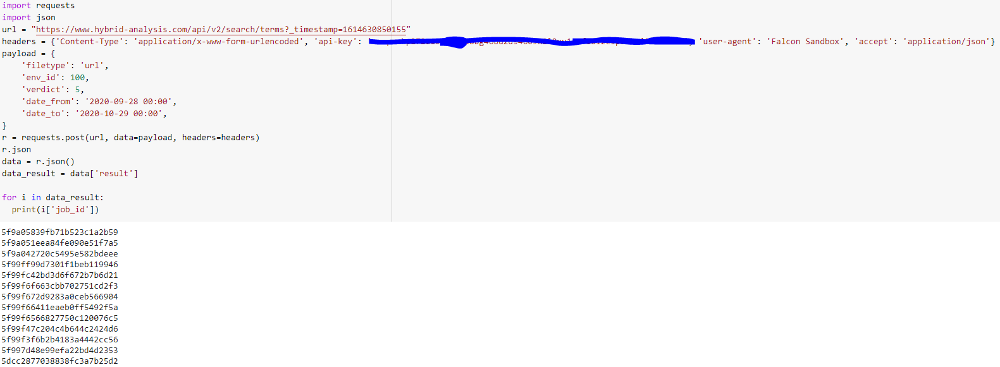 import requests
import json
url = "https://www.hybrid-analysis.com/api/v2/search/terms?_timestamp=1614630850155"
headers = {'Content-Type': 'application/x-www-form-urlencoded', 'api-key': 'user-agent': 'Falcon Sandbox', 'accept': 'application/json'}
payload = {
    'filetype': 'url',
    'env_id': 100,
    'verdict': 5,
    'date_from': '2020-09-28 00:00',
    'date_to': '2020-10-29 00:00',
}
r = requests.post(url, data=payload, headers=headers)
r.json
data = r.json()
data_result = data['result']

for i in data_result:
  print(i['job_id'])
5f9a05839fb71b523c1a2b59
5f9a051eea84fe090e51f7a5
5f9a042720c5495e582bdeee
5f99ff99d7301f1beb119946
5f99fc42bd3d6f672b7b6d21
5f99f6f663cbb702751cd2f3
5f99f672d9283a0ceb566904
5f99f66411eaeb0ff5492f5a
5f99f6566827750c120076c5
5f99f47c204c4b644c2424d6
5f99f3f6b2b4183a4442cc56
5f997d48e99efa22bd4d2353
5dcc2877038838fc3a7b25d2